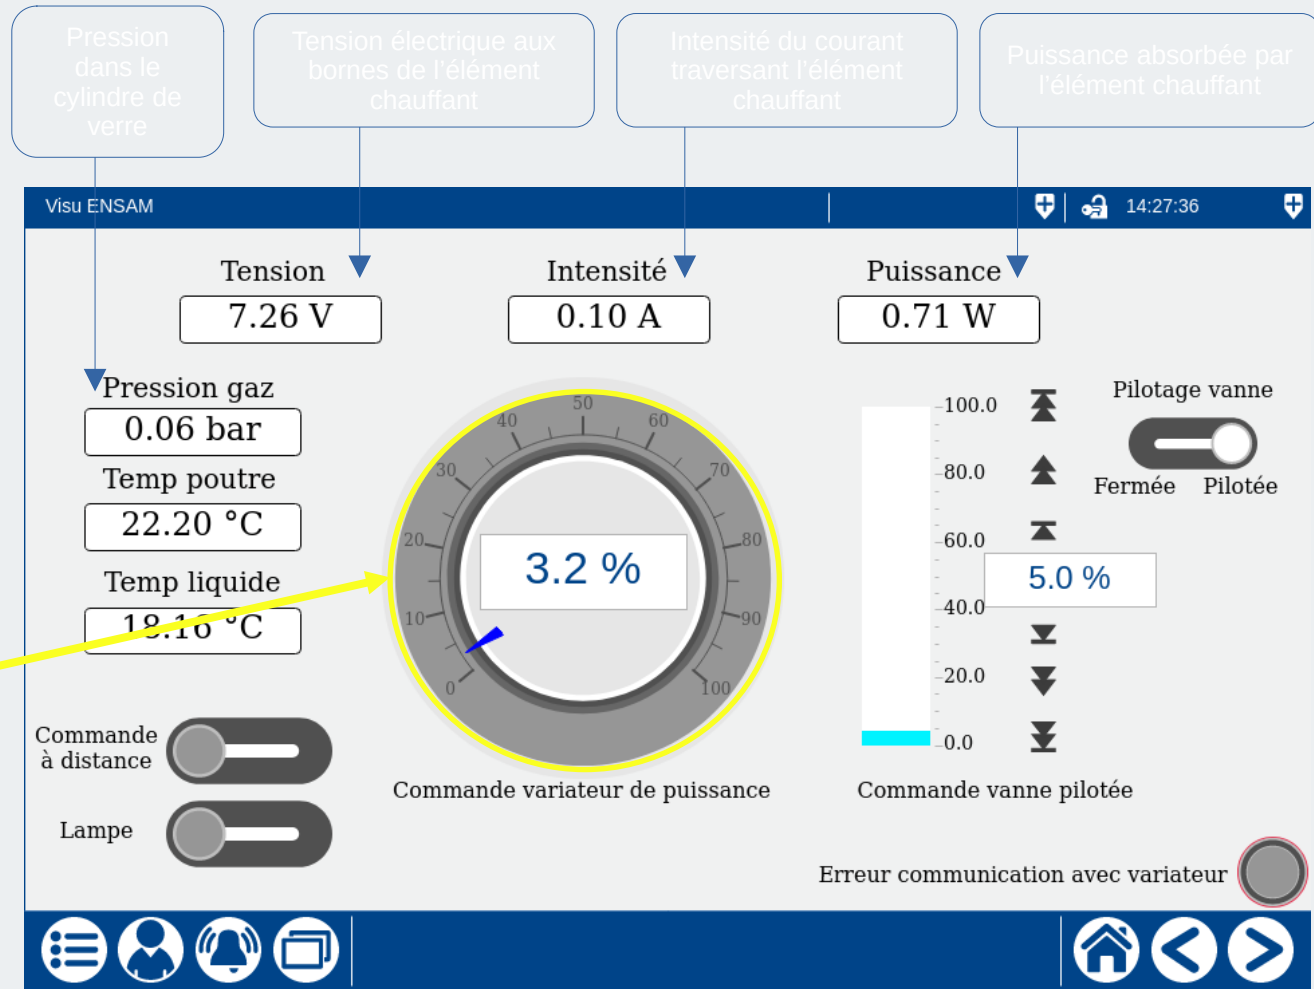 Pression
dans le
cylindre de
verre
Tension électrique aux
bornes de l'élément
chauffant
Intensité du courant
traversant l'élément
chauffant
Puissance absorbée par
l'élément chauffant
Visu ENSAM
14:27:36
Tension
7.26 V
Intensité
0.10 A
Puissance
0.71 W
Pression gaz
0.06 bar
Temp poutre
22.20 °C
Temp liquide
18.16 °C
0
10
20
30
40
50
60
70
80
90
100
3.2 %
Commande variateur de puissance
100.0
80.0
60.0
40.0
20.0
0.0
5.0 %
Commande vanne pilotée
Pilotage vanne
Fermée Pilotée
Commande
à distance
Lampe
Erreur communication avec variateur